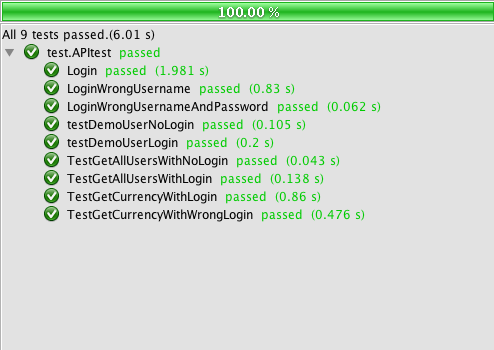 100.00 %
All 9 tests passed.(6.01 s)
test.APItest passed
Login passed (1.981 s)
LoginWrongUsername passed (0.83 s)
LoginWrongUsernameAndPassword passed (0.062 s)
testDemoUserNoLogin passed (0.105 s)
testDemoUserLogin passed (0.2 s)
TestGetAllUsersWithNoLogin passed (0.043 s)
TestGetAllUsersWithLogin passed (0.138 s)
TestGetCurrencyWithLogin passed (0.86 s)
TestGetCurrencyWithWrongLogin passed (0.476 s)